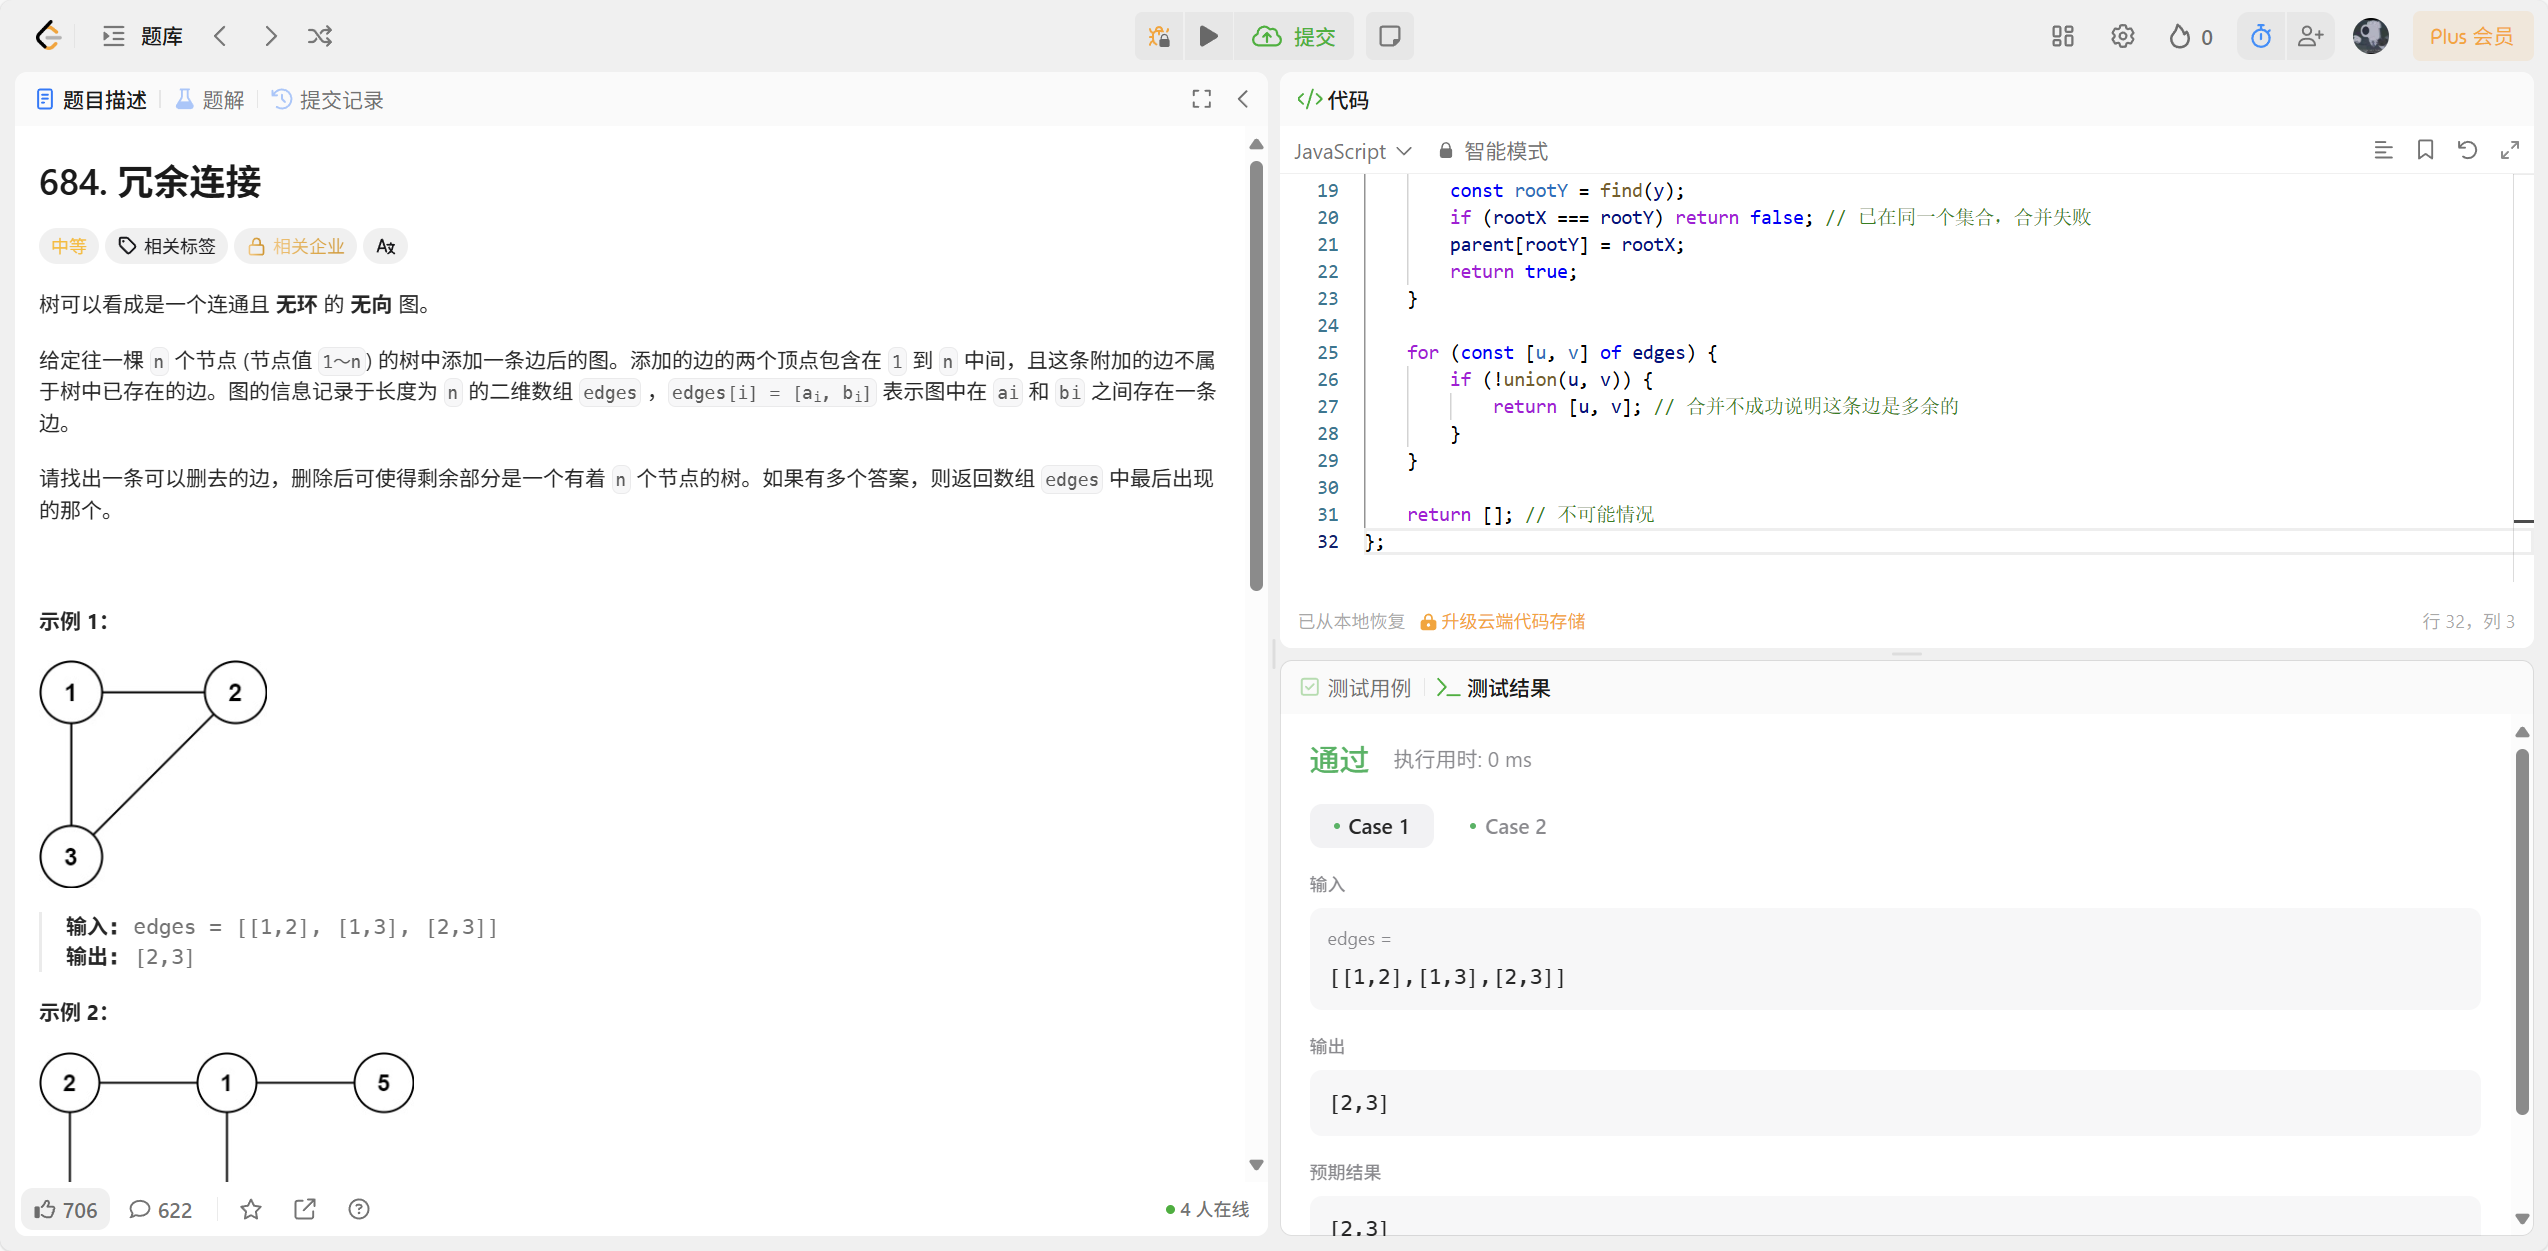 题库
提交
0
Plus 会员
题目描述
题解
提交记录
684. 冗余连接
中等
相关标签
相关企业
树可以看成是一个连通且 无环 的 无向 图。
给定往一棵 n 个节点 (节点值 1～n) 的树中添加一条边后的图。添加的边的两个顶点包含在 1 到 n 中间，且这条附加的边不属
于树中已存在的边。图的信息记录于长度为 n 的二维数组 edges ，edges[i] = [ai, bi] 表示图中在 ai 和 bi 之间存在一条
边。
请找出一条可以删去的边，删除后可使得剩余部分是一个有着 n 个节点的树。如果有多个答案，则返回数组 edges 中最后出现
的那个。
示例 1：
1
2
3
输入： edges = [[1,2], [1,3], [2,3]]
输出： [2,3]
示例 2：
2
1
5
706
622
4 人在线
</> 代码
JavaScript
智能模式
19 const rootY = find(y);
20 if (rootX === rootY) return false; // 已在同一个集合，合并失败
21 parent[rootY] = rootX;
22 return true;
23 }
24
25 for (const [u, v] of edges) {
26 if (!union(u, v)) {
27 return [u, v]; // 合并不成功说明这条边是多余的
28 }
29 }
30
31 return []; // 不可能情况
32 };
已从本地恢复
升级云端代码存储
行 32，列 3
测试用例
测试结果
通过
执行用时: 0 ms
Case 1
Case 2
输入
edges =
[[1,2],[1,3],[2,3]]
输出
[2,3]
预期结果
[2,3]